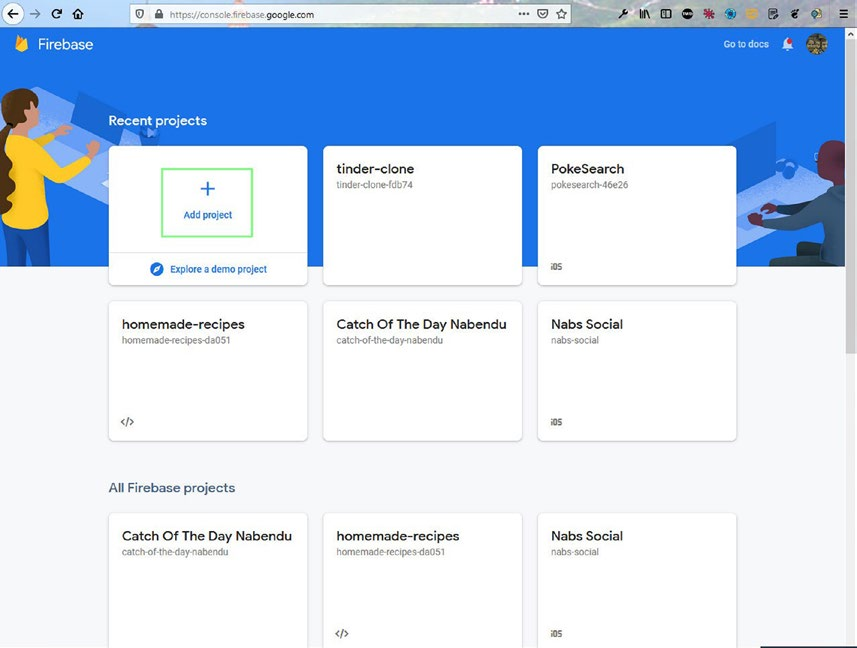 https://console.firebase.google.com
Firebase
Go to docs
Recent projects
Add project
Explore a demo project
tinder-clone
tinder-clone-fdb74
PokeSearch
pokesearch-46e26
iOS
homemade-recipes
homemade-recipes-da051
</>
Catch Of The Day Nabendu
catch-of-the-day-nabendu
Nabs Social
nabs-social
iOS
All Firebase projects
Catch Of The Day Nabendu
catch-of-the-day-nabendu
homemade-recipes
homemade-recipes-da051
</>
Nabs Social
nabs-social
iOS